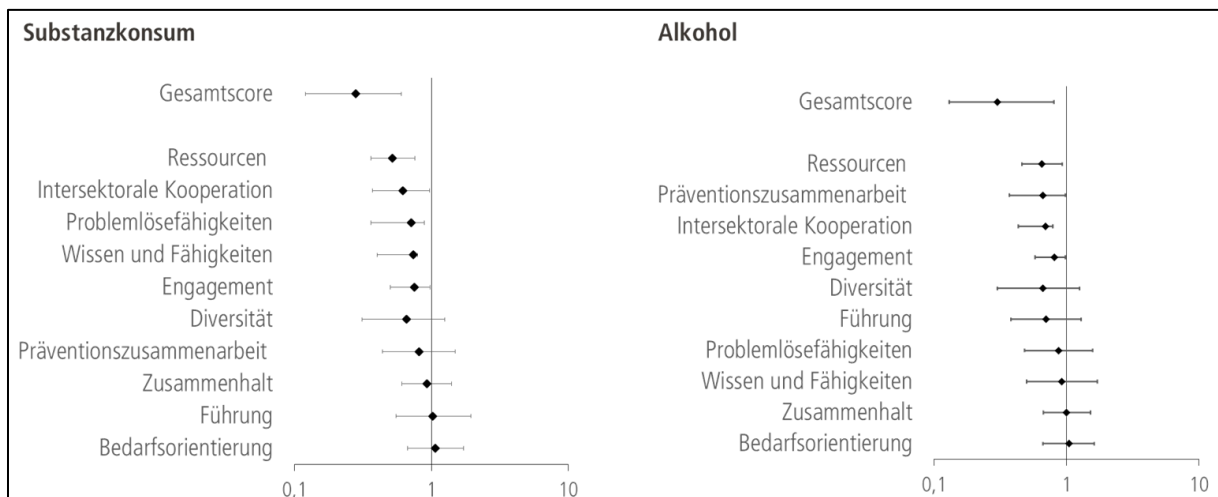 Substanzkonsum
Gesamtscore
Ressourcen
Intersektorale Kooperation
Problemlösefähigkeiten
Wissen und Fähigkeiten
Engagement
Diversität
Präventionszusammenarbeit
Zusammenhalt
Führung
Bedarfsorientierung
0,1 1 10
Alkohol
Gesamtscore
Ressourcen
Präventionszusammenarbeit
Intersektorale Kooperation
Engagement
Diversität
Führung
Problemlösefähigkeiten
Wissen und Fähigkeiten
Zusammenhalt
Bedarfsorientierung
0,1 1 10